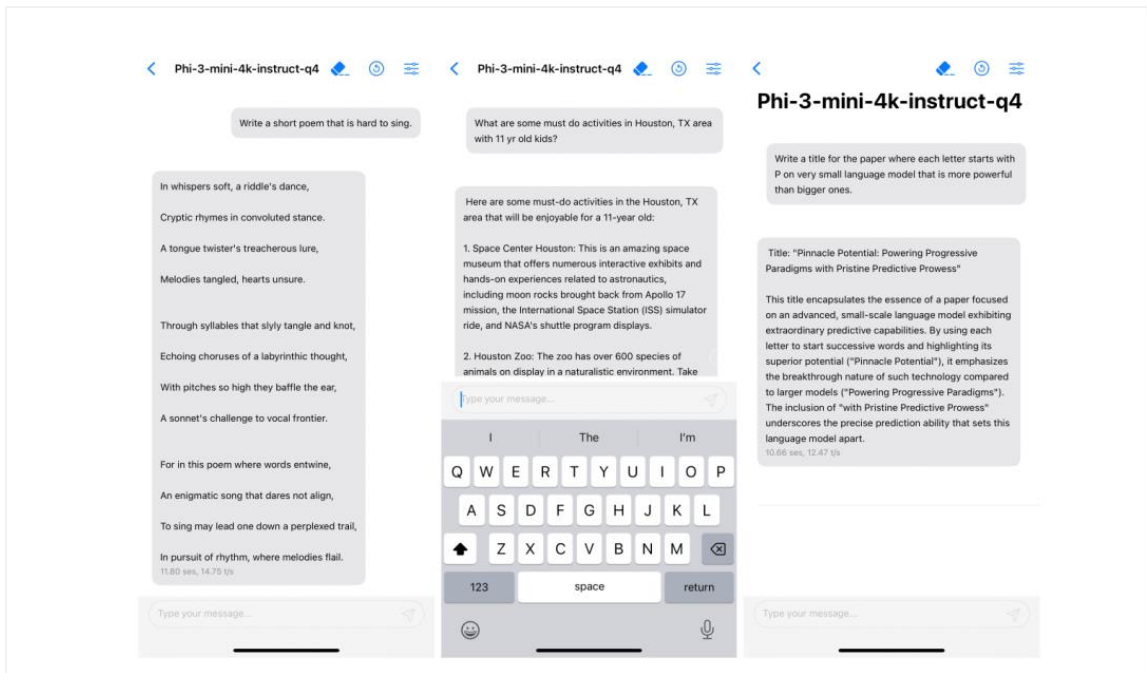 Phi-3-mini-4k-instruct-q4
Write a short poem that is hard to sing.
In whispers soft, a riddle's dance,
Cryptic rhymes in convoluted stance.
A tongue twister's treacherous lure,
Melodies tangled, hearts unsure.
Through syllables that slyly tangle and knot,
Echoing choruses of a labyrinthic thought,
With pitches so high they baffle the ear,
A sonnet's challenge to vocal frontier.
For in this poem where words entwine,
An enigmatic song that dares not align,
To sing may lead one down a perplexed trail,
In pursuit of rhythm, where melodies flail.
11.80 ses, 14.75 t/s
Type your message...
Phi-3-mini-4k-instruct-q4
What are some must do activities in Houston, TX area
with 11 yr old kids?
Here are some must-do activities in the Houston, TX
area that will be enjoyable for a 11-year old:
1. Space Center Houston: This is an amazing space
museum that offers numerous interactive exhibits and
hands-on experiences related to astronautics,
including moon rocks brought back from Apollo 17
mission, the International Space Station (ISS) simulator
ride, and NASA's shuttle program displays.
2. Houston Zoo: The zoo has over 600 species of
animals on display in a naturalistic environment. Take
Type your message...
I The I'm
Q W E R T Y U I O P
A S D F G H J K L
Z X C V B N M
123 space return
Phi-3-mini-4k-instruct-q4
Write a title for the paper where each letter starts with
P on very small language model that is more powerful
than bigger ones.
Title: "Pinnacle Potential: Powering Progressive
Paradigms with Pristine Predictive Prowess"
This title encapsulates the essence of a paper focused
on an advanced, small-scale language model exhibiting
extraordinary predictive capabilities. By using each
letter to start successive words and highlighting its
superior potential ("Pinnacle Potential"), it emphasizes
the breakthrough nature of such technology compared
to larger models ("Powering Progressive Paradigms").
The inclusion of "with Pristine Predictive Prowess"
underscores the precise prediction ability that sets this
language model apart.
10.66 ses, 12.47 t/s
Type your message...